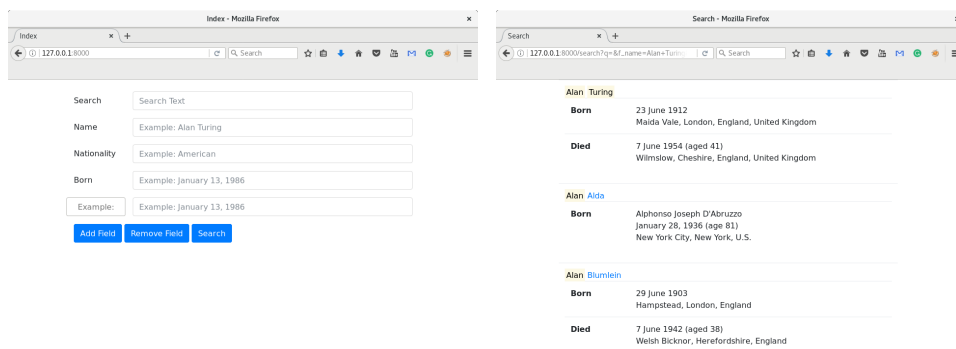 Index - Mozilla Firefox
×
Index × +
127.0.0.1:8000
Search
Search Search Text
Name Example: Alan Turing
Nationality Example: American
Born Example: January 13, 1986
Example: Example: January 13, 1986
Add Field Remove Field Search
Search - Mozilla Firefox
×
Search × +
127.0.0.1:8000/search?q=&f_name=Alan+Turing
Search
Alan Turing
Born 23 June 1912
Maida Vale, London, England, United Kingdom
Died 7 June 1954 (aged 41)
Wilmslow, Cheshire, England, United Kingdom
Alan Alda
Born Alphonso Joseph D'Abruzzo
January 28, 1936 (age 81)
New York City, New York, U.S.
Alan Blumlein
Born 29 June 1903
Hampstead, London, England
Died 7 June 1942 (aged 38)
Welsh Bicknor, Herefordshire, England